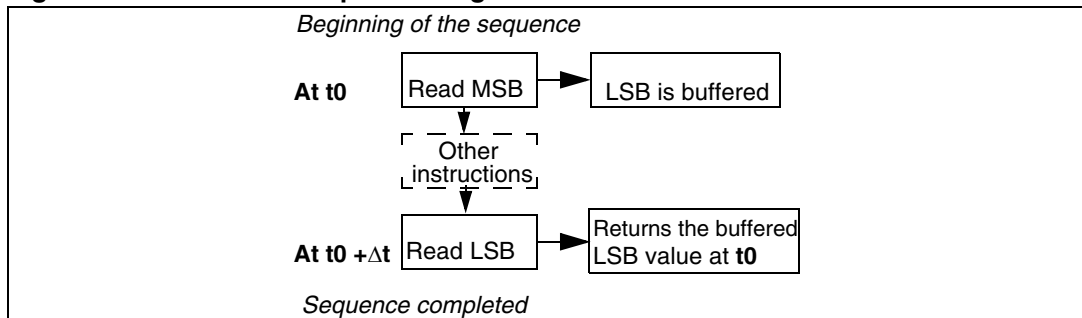 Beginning of the sequence
At t0
Read MSB
LSB is buffered
Other
instructions
At t0 +Δt
Read LSB
Returns the buffered
LSB value at t0
Sequence completed